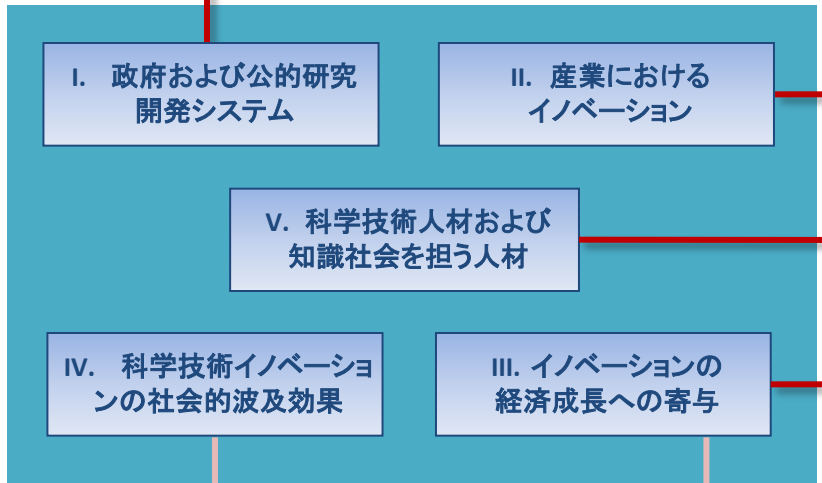 I. 政府および公的研究
開発システム
II. 産業における
イノベーション
V. 科学技術人材および
知識社会を担う人材
IV. 科学技術イノベーショ
ンの社会的波及効果
III. イノベーションの
経済成長への寄与